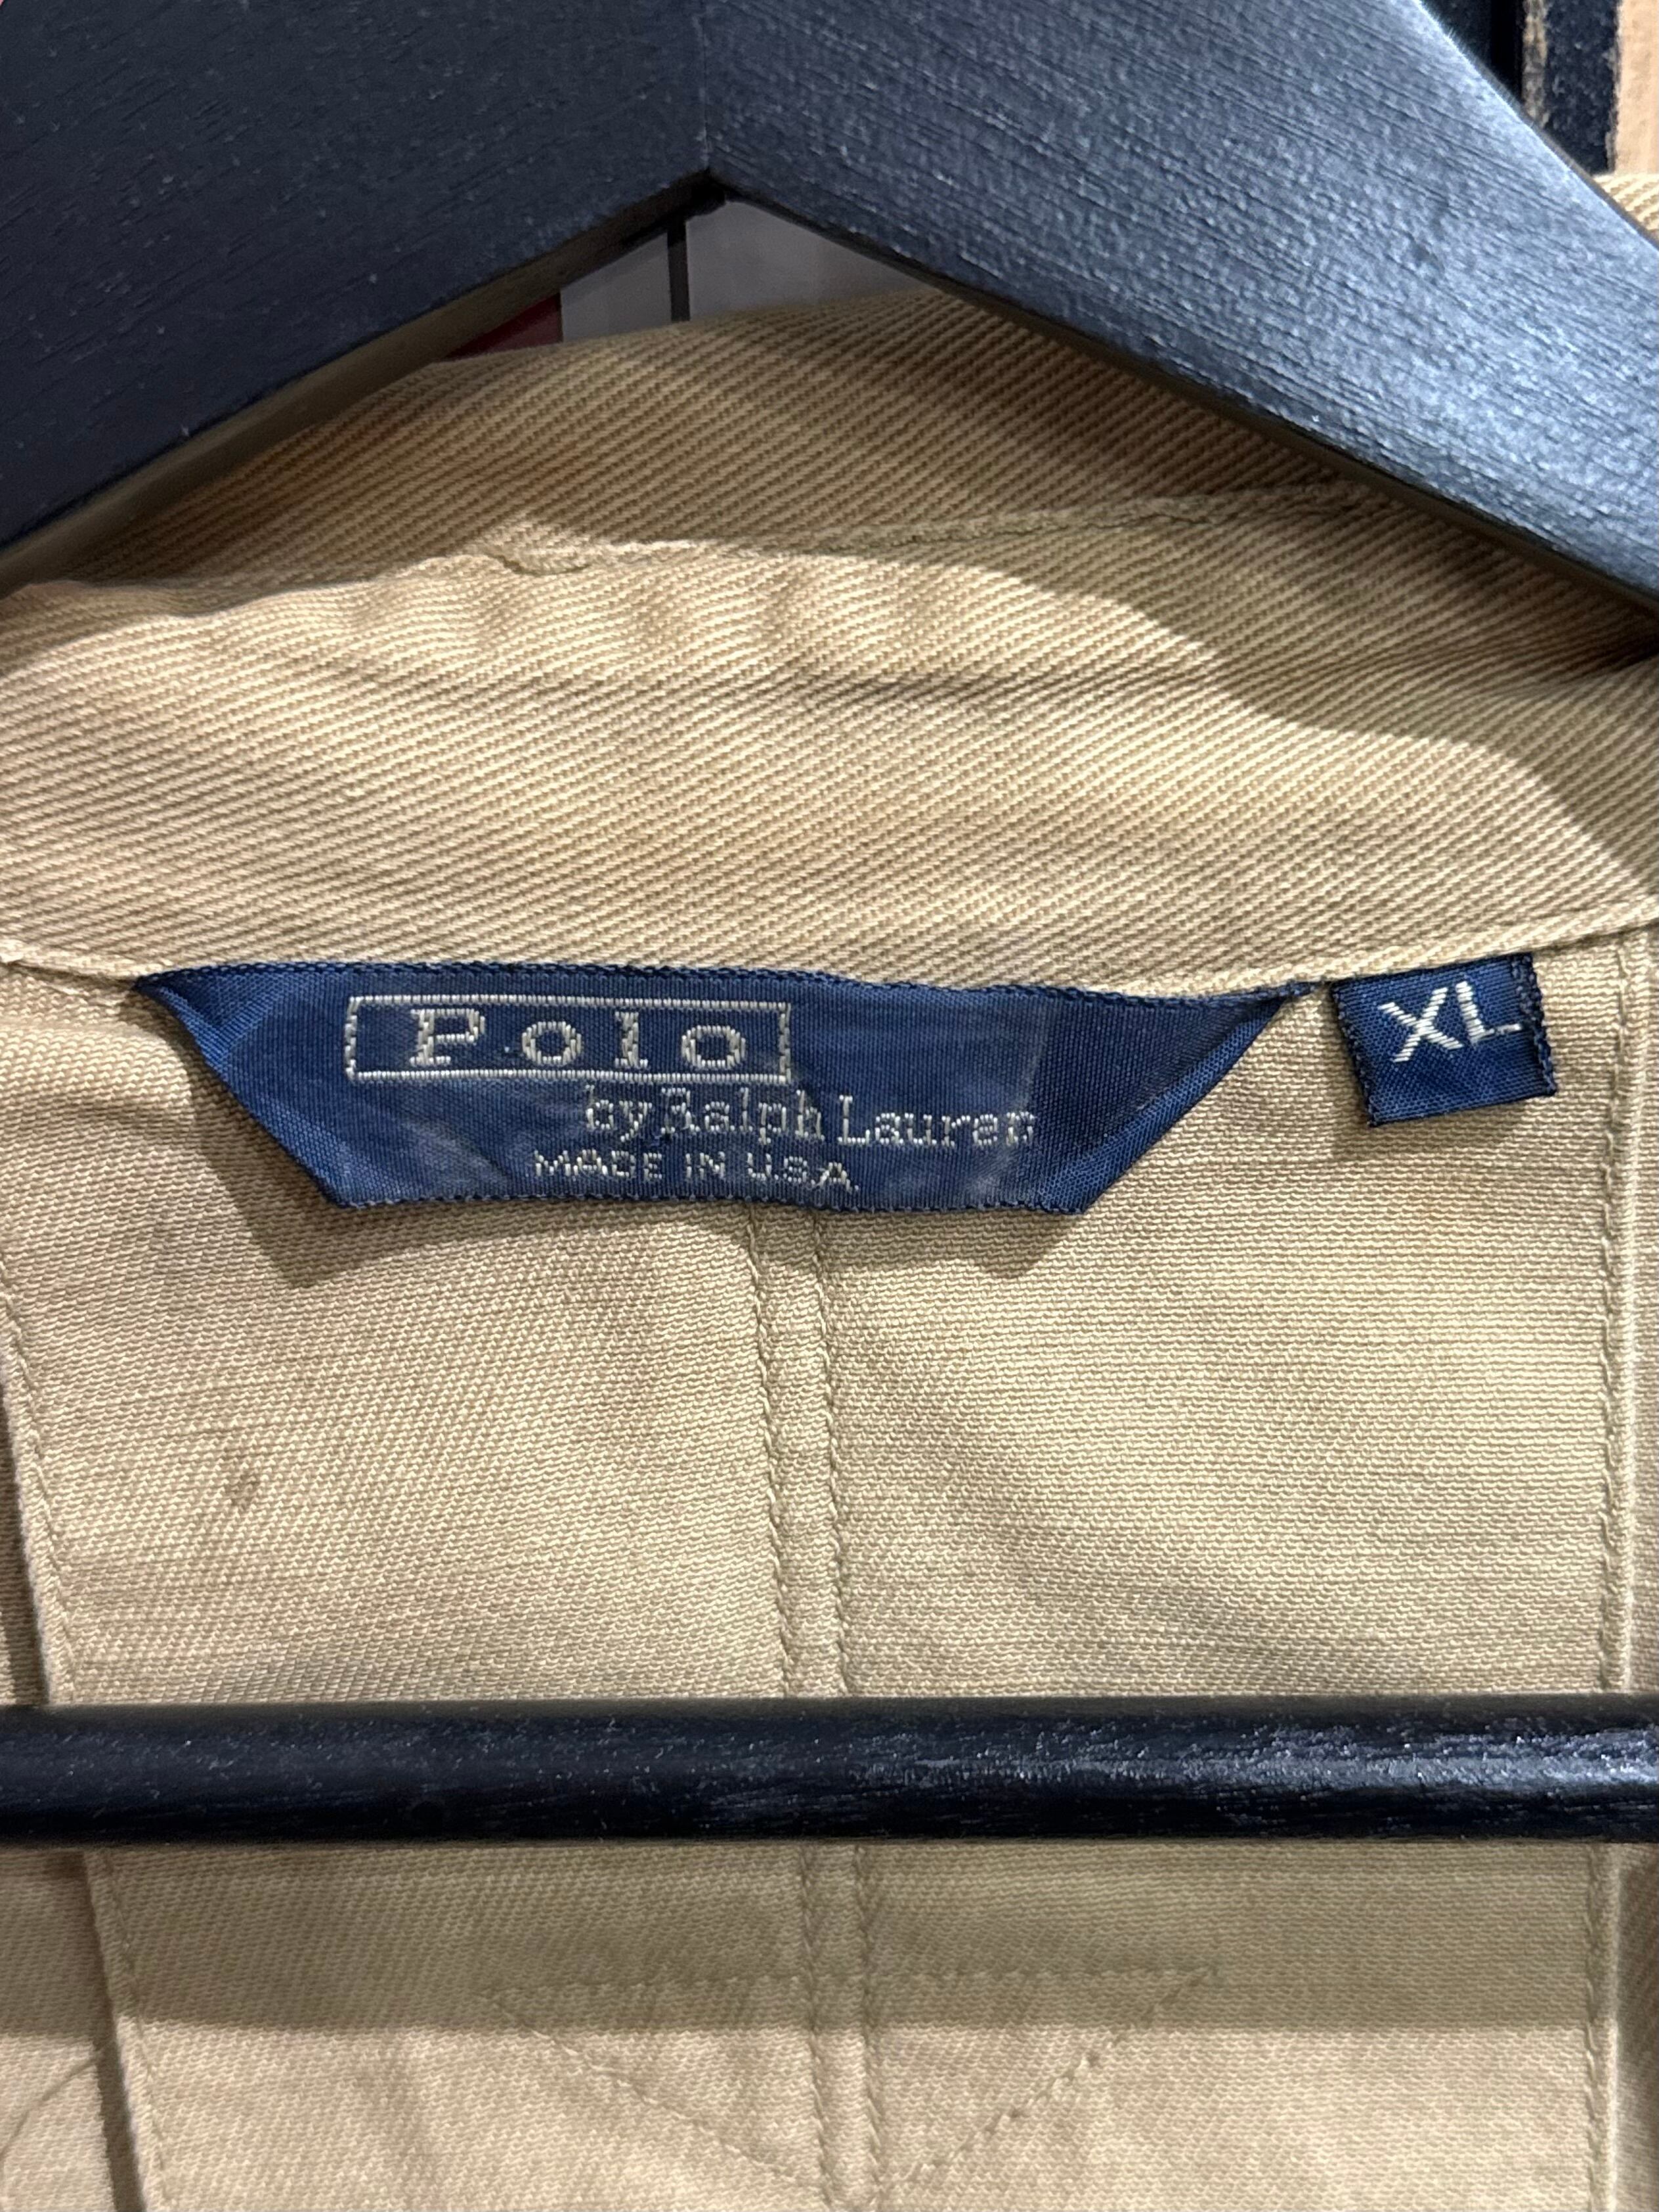 Polo
by Ralph Lauren
MADE IN U.S.A.
XL